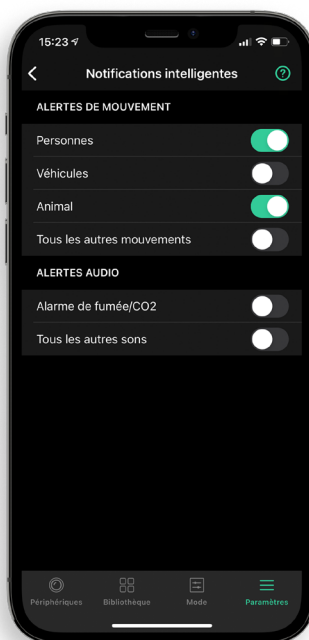 15:23
Notifications intelligentes
?
ALERTES DE MOUVEMENT
Personnes
Véhicules
Animal
Tous les autres mouvements
ALERTES AUDIO
Alarme de fumée/CO2
Tous les autres sons
Périphériques Bibliothèque Mode Paramètres